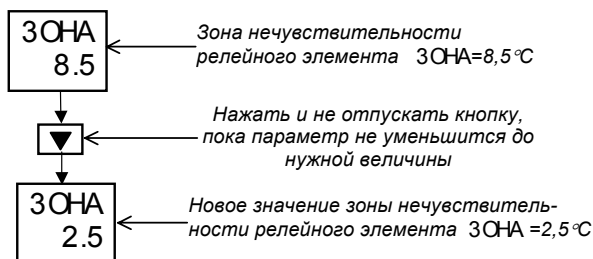 ЗОНА
8.5
Зона нечувствительности
релейного элемента ЗОНА=8,5°C
Нажать и не отпускать кнопку,
пока параметр не уменьшится до
нужной величины
ЗОНА
2.5
Новое значение зоны нечувствитель-
ности релейного элемента ЗОНА =2,5°C